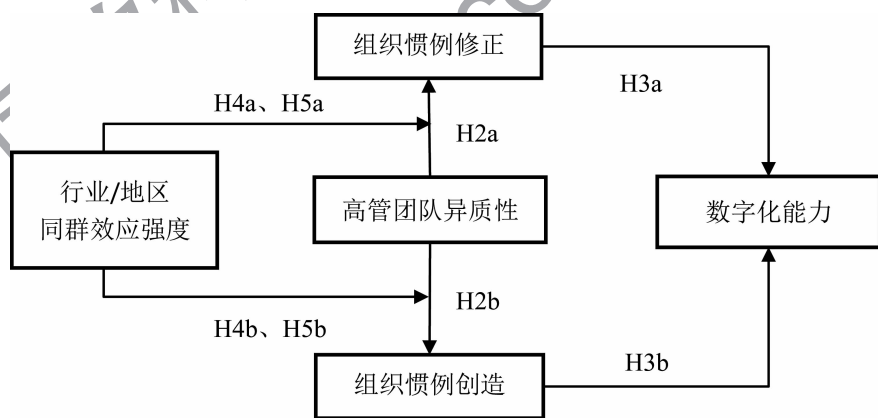 组织惯例修正
H3a
H4a、H5a
H2a
行业/地区
同群效应强度
高管团队异质性
数字化能力
H2b
H4b、H5b
H3b
组织惯例创造